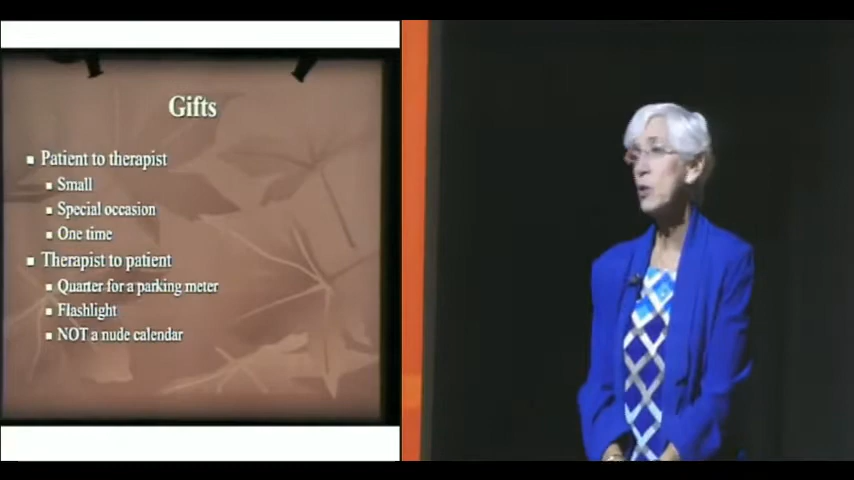 Gifts
Patient to therapist
Small
Special occasion
One time
Therapist to patient
Quarter for a parking meter
Flashlight
NOT a nude calendar